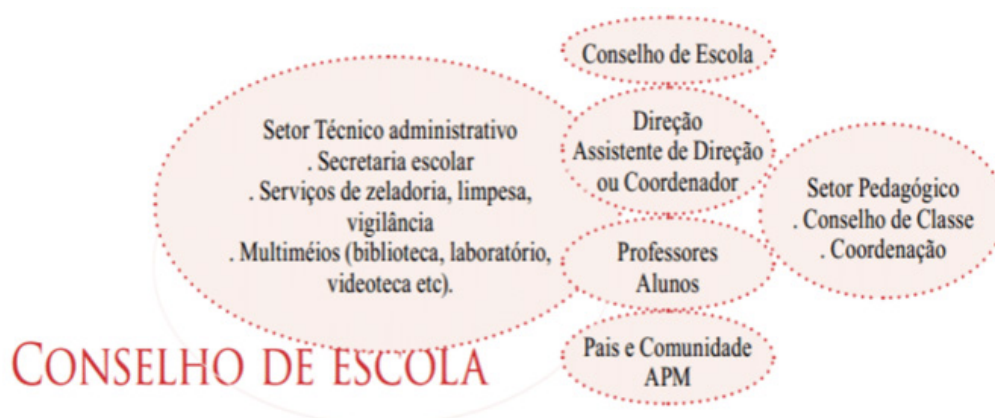 Conselho de Escola
Setor Técnico administrativo
. Secretaria escolar
. Serviços de zeladoria, limpesa,
vigilância
. Multiméios (biblioteca, laboratório,
videoteca etc).
Direção
Assistente de Direção
ou Coordenador
Setor Pedagógico
. Conselho de Classe
. Coordenação
Professores
Alunos
Pais e Comunidade
APM
CONSELHO DE ESCOLA